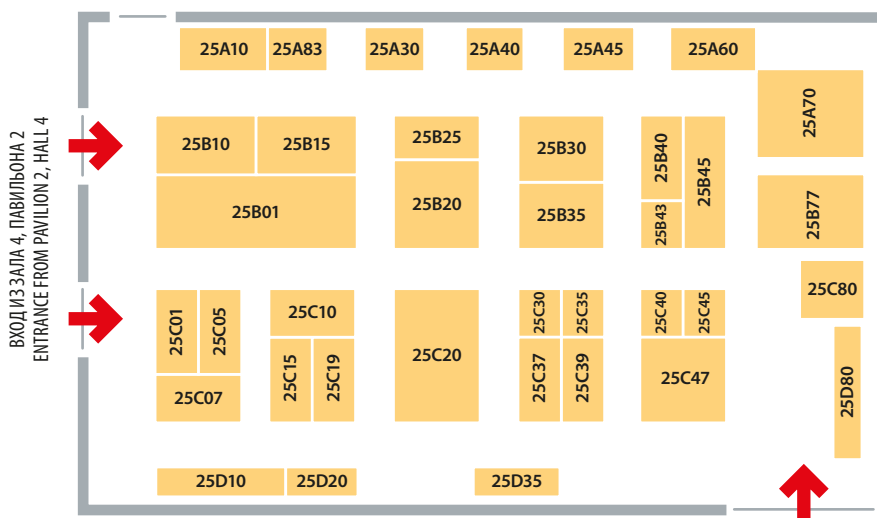 25A10
25A83
25A30
25A40
25A45
25A60
25A70
ВХОД ИЗ ЗАЛА 4, ПАВИЛЬОНА 2
ENTRANCE FROM PAVILION 2, HALL 4
25B10
25B15
25B01
25B25
25B20
25B30
25B35
25B40
25B43
25B45
25B77
25C80
25C01
25C05
25C07
25C10
25C15
25C19
25C20
25C30
25C35
25C37
25C39
25C40
25C45
25C47
25D80
25D10
25D20
25D35